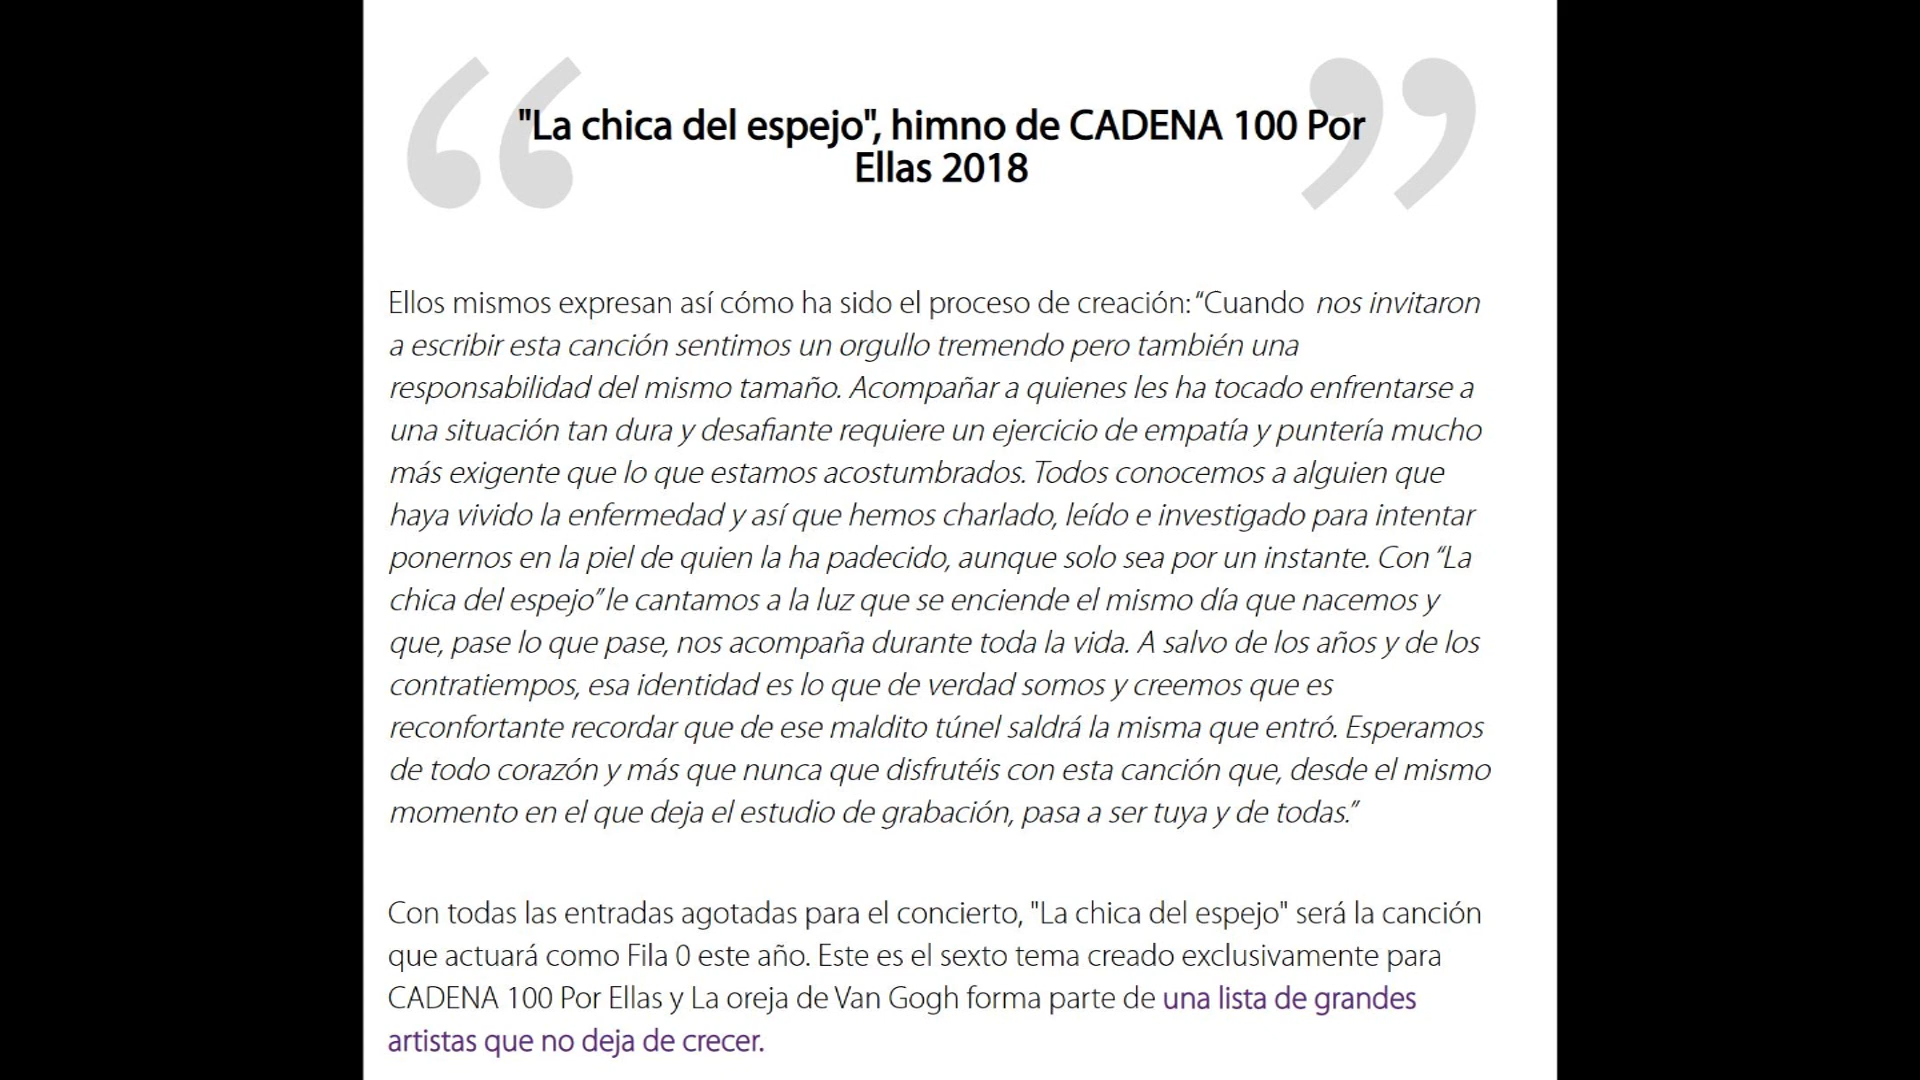 "La chica del espejo", himno de CADENA 100 Por
Ellas 2018
Ellos mismos expresan así cómo ha sido el proceso de creación: “Cuando nos invitaron
a escribir esta canción sentimos un orgullo tremendo pero también una
responsabilidad del mismo tamaño. Acompañar a quienes les ha tocado enfrentarse a
una situación tan dura y desafiante requiere un ejercicio de empatía y puntería mucho
más exigente que lo que estamos acostumbrados. Todos conocemos a alguien que
haya vivido la enfermedad y así que hemos charlado, leído e investigado para intentar
ponernos en la piel de quien la ha padecido, aunque solo sea por un instante. Con “La
chica del espejo” le cantamos a la luz que se enciende el mismo día que nacemos y
que, pase lo que pase, nos acompaña durante toda la vida. A salvo de los años y de los
contratiempos, esa identidad es lo que de verdad somos y creemos que es
reconfortante recordar que de ese maldito túnel saldrá la misma que entró. Esperamos
de todo corazón y más que nunca que disfrutéis con esta canción que, desde el mismo
momento en el que deja el estudio de grabación, pasa a ser tuya y de todas.”
Con todas las entradas agotadas para el concierto, "La chica del espejo" será la canción
que actuará como Fila 0 este año. Este es el sexto tema creado exclusivamente para
CADENA 100 Por Ellas y La oreja de Van Gogh forma parte de una lista de grandes
artistas que no deja de crecer.